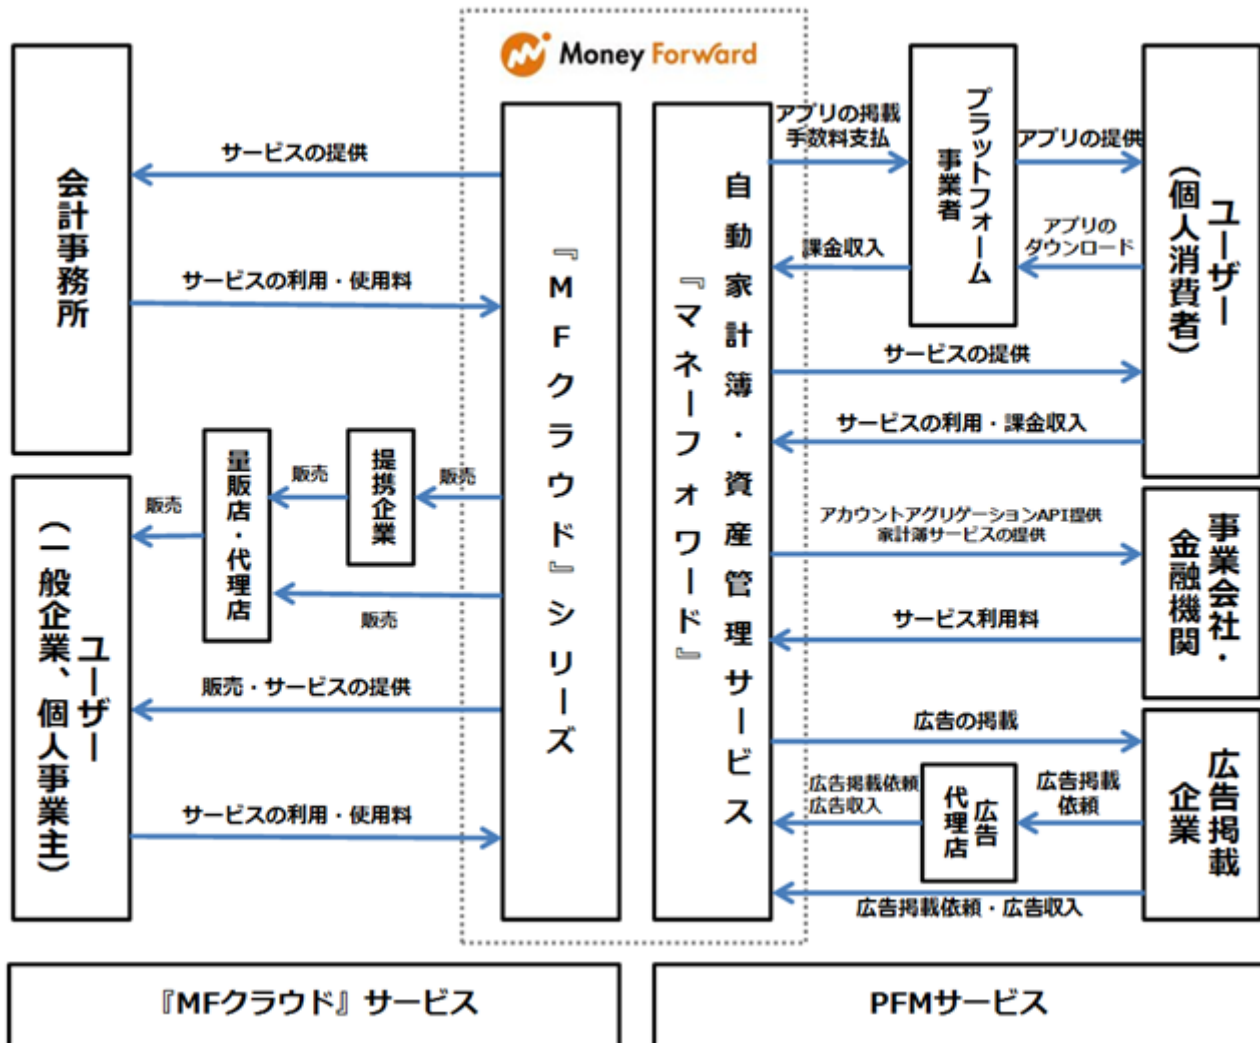 Money Forward
会計事務所
サービスの提供
サービスの利用・使用料
ユーザー
（一般企業、個人事業主）
量販店・代理店
提携企業
販売
販売
販売
販売
販売・サービスの提供
サービスの利用・使用料
『MFクラウド』シリーズ
自動家計簿・資産管理サービス
『マネーフォワード』
アプリの掲載
手数料支払
課金収入
プラットフォーム
事業者
アプリの提供
アプリの
ダウンロード
ユーザー
（個人消費者）
サービスの提供
サービスの利用・課金収入
アカウントアグリゲーションAPI提供
家計簿サービスの提供
サービス利用料
事業会社・
金融機関
広告の掲載
広告掲載依頼
広告収入
広告
代理店
広告掲載
依頼
広告掲載依頼・広告収入
広告掲載
企業
『MFクラウド』サービス
PFMサービス